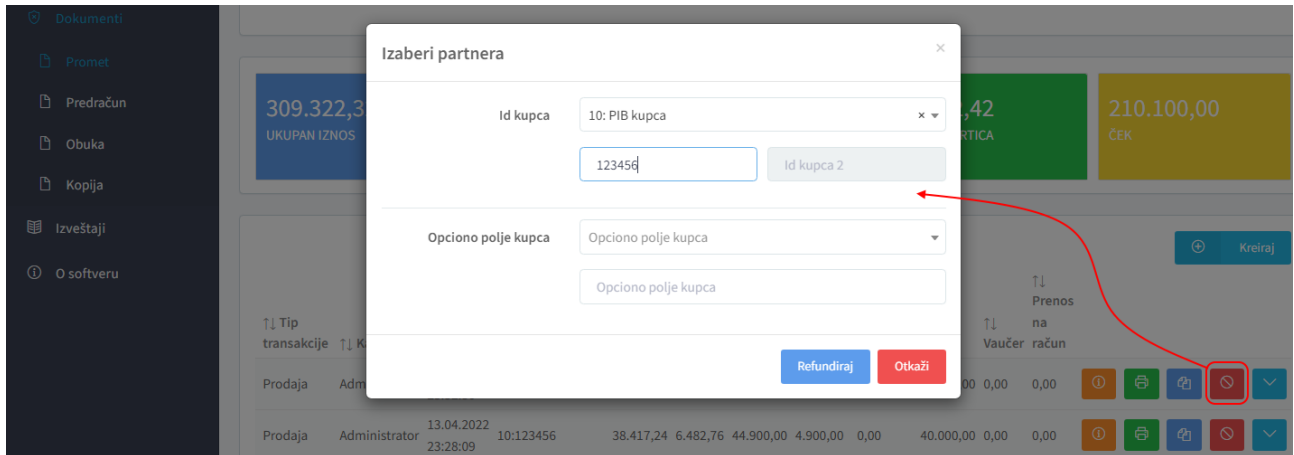 Dokumenti
Promet
Predračun
Obuka
Kopija
Izveštaji
O softveru
Izaberi partnera
×
Id kupca
10: PIB kupca
×
123456
Id kupca 2
Opciono polje kupca
Opciono polje kupca
Opciono polje kupca
Refundiraj
Otkaži
309.322,3
UKUPAN IZNOS
,42
RTICA
210.100,00
ČEK
Kreiraj
↑↓ Tip
transakcije
↑↓ K
↑↓
Vaučer
↑↓
Prenos
na
račun
Prodaja Adm 00 0,00 0,00
Prodaja Administrator 13.04.2022
23:28:09
10:123456 38.417,24 6.482,76 44.900,00 4.900,00 0,00 40.000,00 0,00 0,00